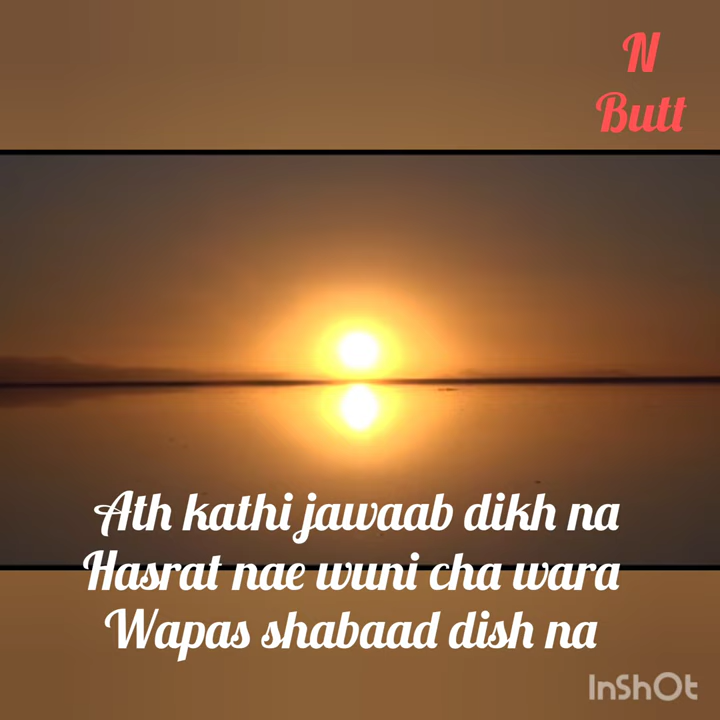 N
Butt
Ath kathi jawaab dikh na
Hasrat nae wuni cha wara
Wapas shabaad dish na
InShOt